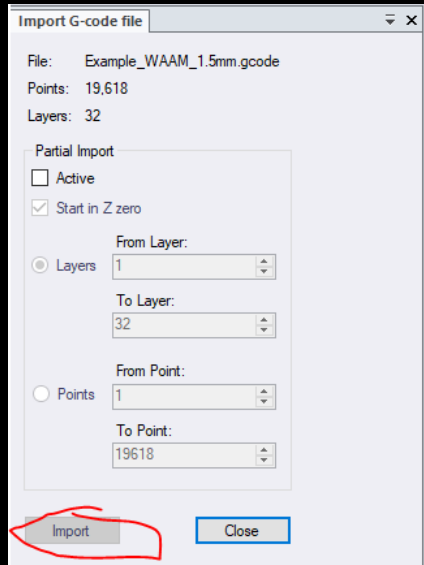 Import G-code file
File: Example_WAAM_1.5mm.gcode
Points: 19,618
Layers: 32
Partial Import
Active
Start in Z zero
From Layer:
Layers 1
To Layer:
32
From Point:
Points 1
To Point:
19618
Import Close